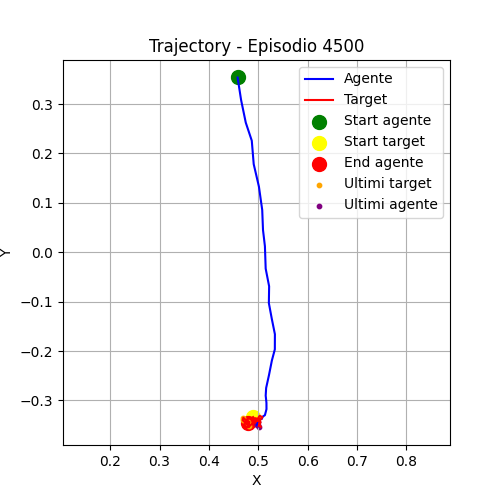 Trajectory - Episodio 4500
Agente
Target
Start agente
Start target
End agente
Ultimi target
Ultimi agente
0.3
0.2
0.1
0.0
−0.1
−0.2
−0.3
Y
0.2 0.3 0.4 0.5 0.6 0.7 0.8
X